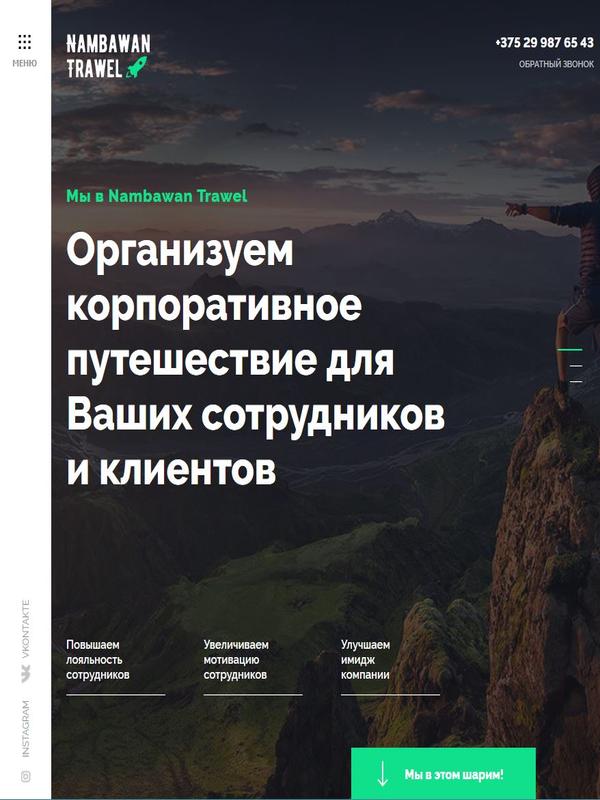 МЕНЮ
NAMBAWAN
TRAWEL
+375 29 987 65 43
ОБРАТНЫЙ ЗВОНОК
Мы в Nambawan Trawel
Организуем
корпоративное
путешествие для
Ваших сотрудников
и клиентов
Повышаем
лояльность
сотрудников
Увеличиваем
мотивацию
сотрудников
Улучшаем
имидж
компании
VKONTAKTE
INSTAGRAM
Мы в этом шарим!